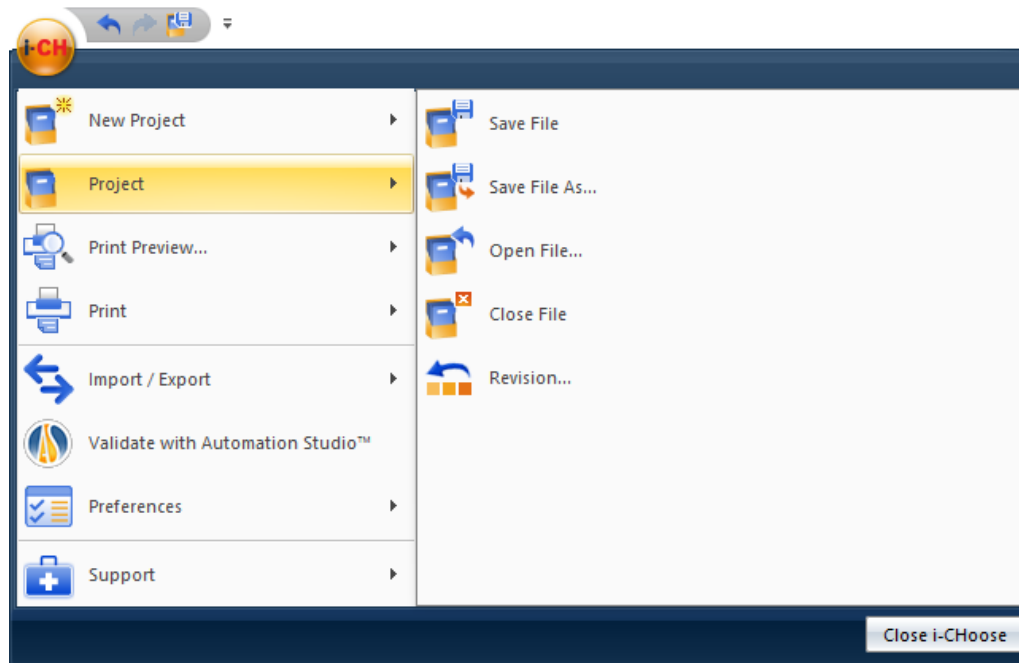 i-CH
New Project
Project
Print Preview...
Print
Import / Export
Validate with Automation Studio™
Preferences
Support
Save File
Save File As...
Open File...
Close File
Revision...
Close i-CHoose